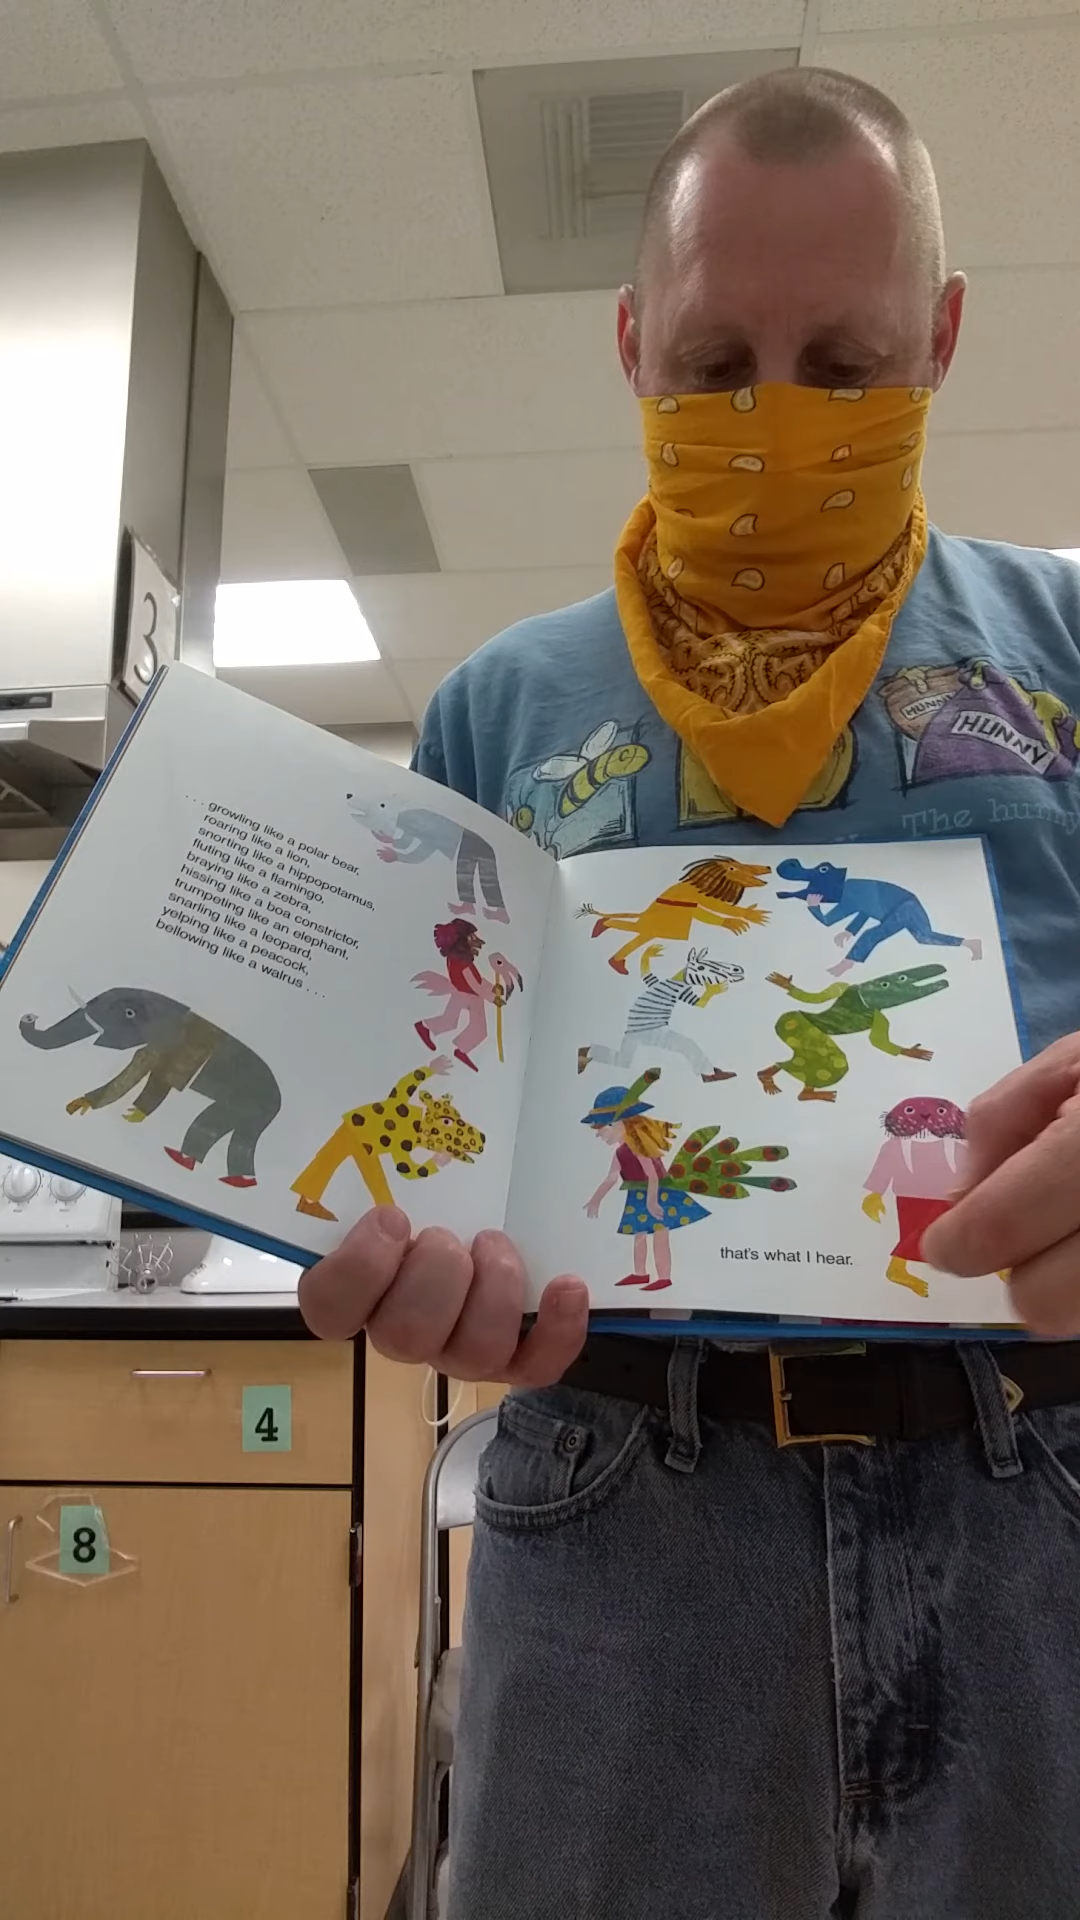 3
HUNNY
HUNNY
The hunny
. . . growling like a polar bear,
roaring like a lion,
snorting like a hippopotamus,
fluting like a flamingo,
braying like a zebra,
hissing like a boa constrictor,
trumpeting like an elephant,
snarling like a leopard,
yelping like a peacock,
bellowing like a walrus . . .
that's what I hear.
4
8